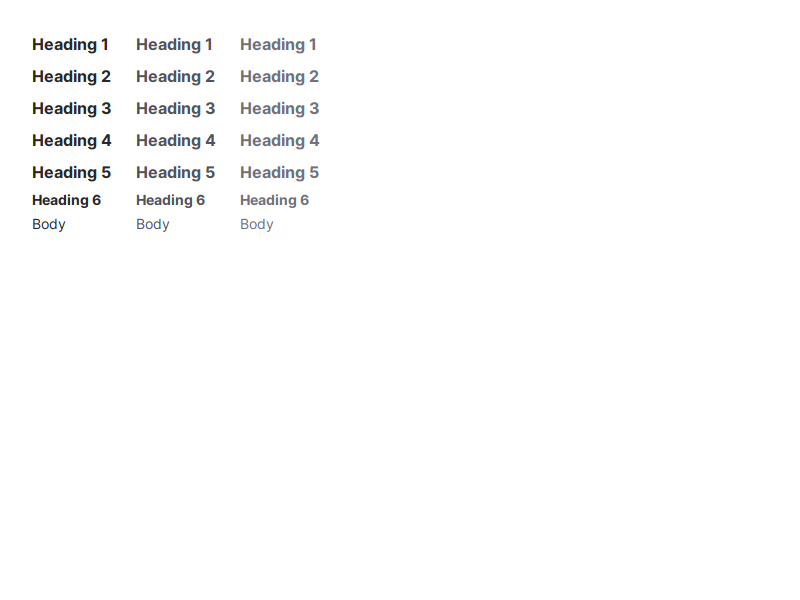 Heading 1 Heading 1 Heading 1
Heading 2 Heading 2 Heading 2
Heading 3 Heading 3 Heading 3
Heading 4 Heading 4 Heading 4
Heading 5 Heading 5 Heading 5
Heading 6 Heading 6 Heading 6
Body Body Body